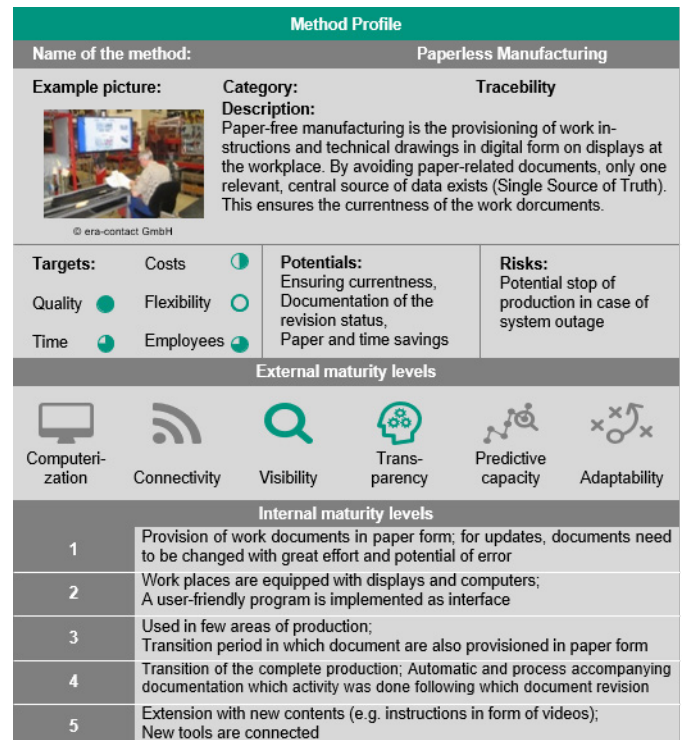 Method Profile
Name of the method: Paperless Manufacturing
Example picture:
© era-contact GmbH
Category: Tracebility
Description:
Paper-free manufacturing is the provisioning of work in-
structions and technical drawings in digital form on displays at
the workplace. By avoiding paper-related documents, only one
relevant, central source of data exists (Single Source of Truth).
This ensures the currentness of the work dorcuments.
Targets:
Costs
Quality
Flexibility
Time
Employees
Potentials:
Ensuring currentness,
Documentation of the
revision status,
Paper and time savings
Risks:
Potential stop of
production in case of
system outage
External maturity levels
Computeri-
zation
Connectivity
Visibility
Trans-
parency
Predictive
capacity
Adaptability
Internal maturity levels
1
Provision of work documents in paper form; for updates, documents need
to be changed with great effort and potential of error
2
Work places are equipped with displays and computers;
A user-friendly program is implemented as interface
3
Used in few areas of production;
Transition period in which document are also provisioned in paper form
4
Transition of the complete production; Automatic and process accompanying
documentation which activity was done following which document revision
5
Extension with new contents (e.g. instructions in form of videos);
New tools are connected